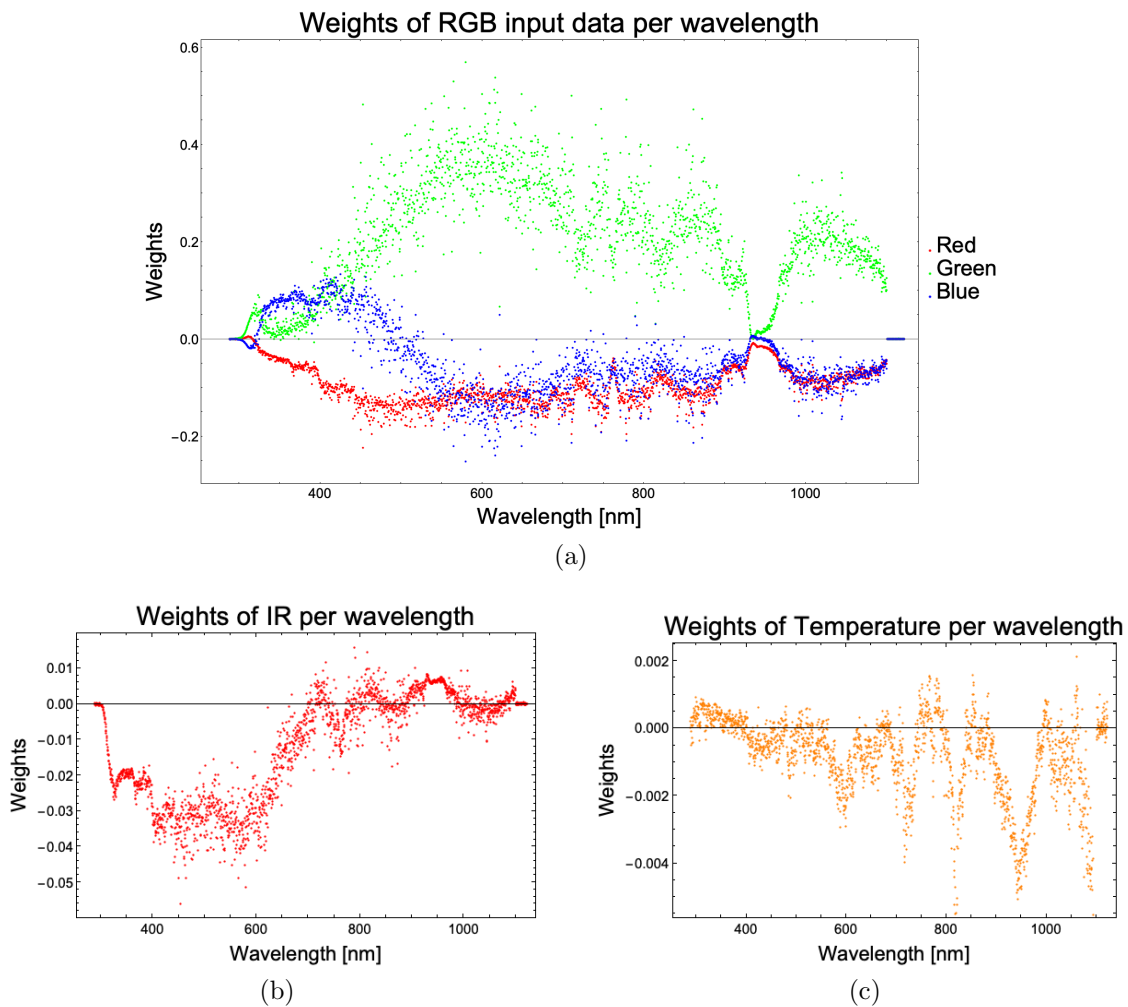 Weights of RGB input data per wavelength
0.6
0.4
0.2
0.0
−0.2
Weights
400
600
800
1000
Wavelength [nm]
Red
Green
Blue
(a)
Weights of IR per wavelength
0.01
0.00
−0.01
−0.02
−0.03
−0.04
−0.05
Weights
400
600
800
1000
Wavelength [nm]
(b)
Weights of Temperature per wavelength
0.002
0.000
−0.002
−0.004
Weights
400
600
800
1000
Wavelength [nm]
(c)